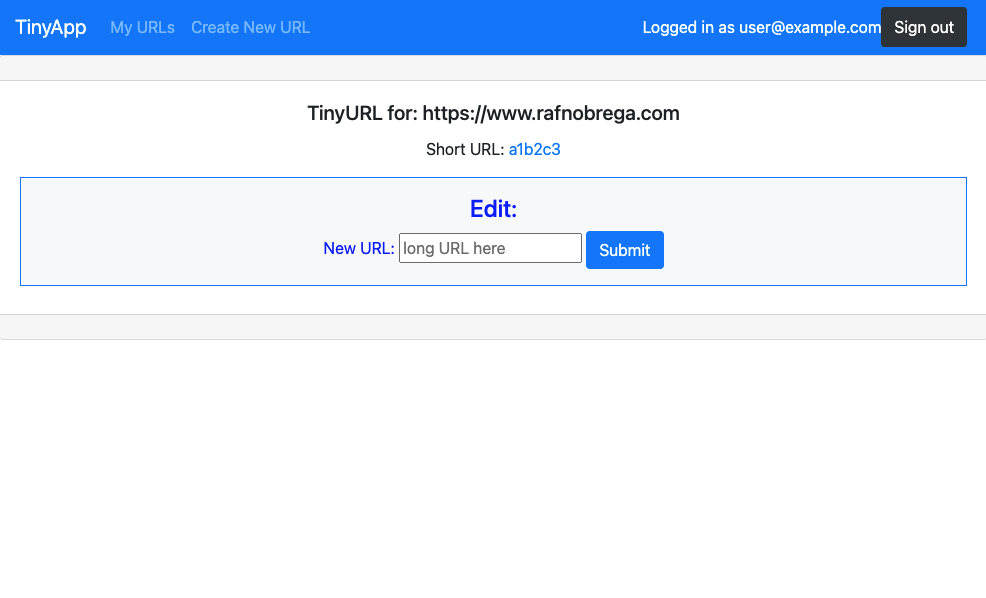 TinyApp My URLs Create New URL Logged in as user@example.com Sign out
TinyURL for: https://www.rafnobrega.com
Short URL: a1b2c3
Edit:
New URL: long URL here Submit